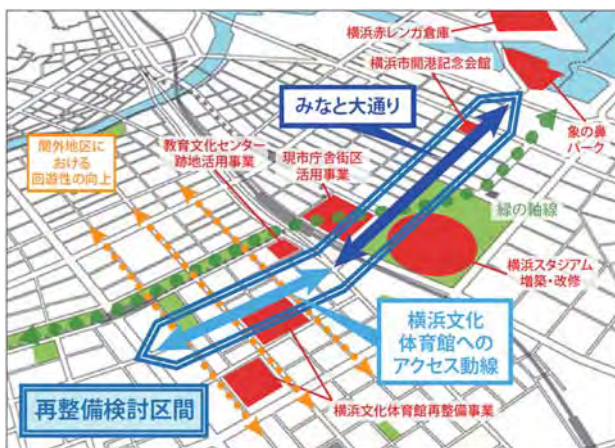 横浜赤レンガ倉庫
横浜市開港記念会館
みなと大通り
象の鼻
パーク
教育文化センター
跡地活用事業
関外地区に
おける
回遊性の向上
現市庁舎街区
活用事業
緑の軸線
横浜スタジアム
増築・改修
横浜文化
体育館への
アクセス動線
再整備検討区間
横浜文化体育館再整備事業